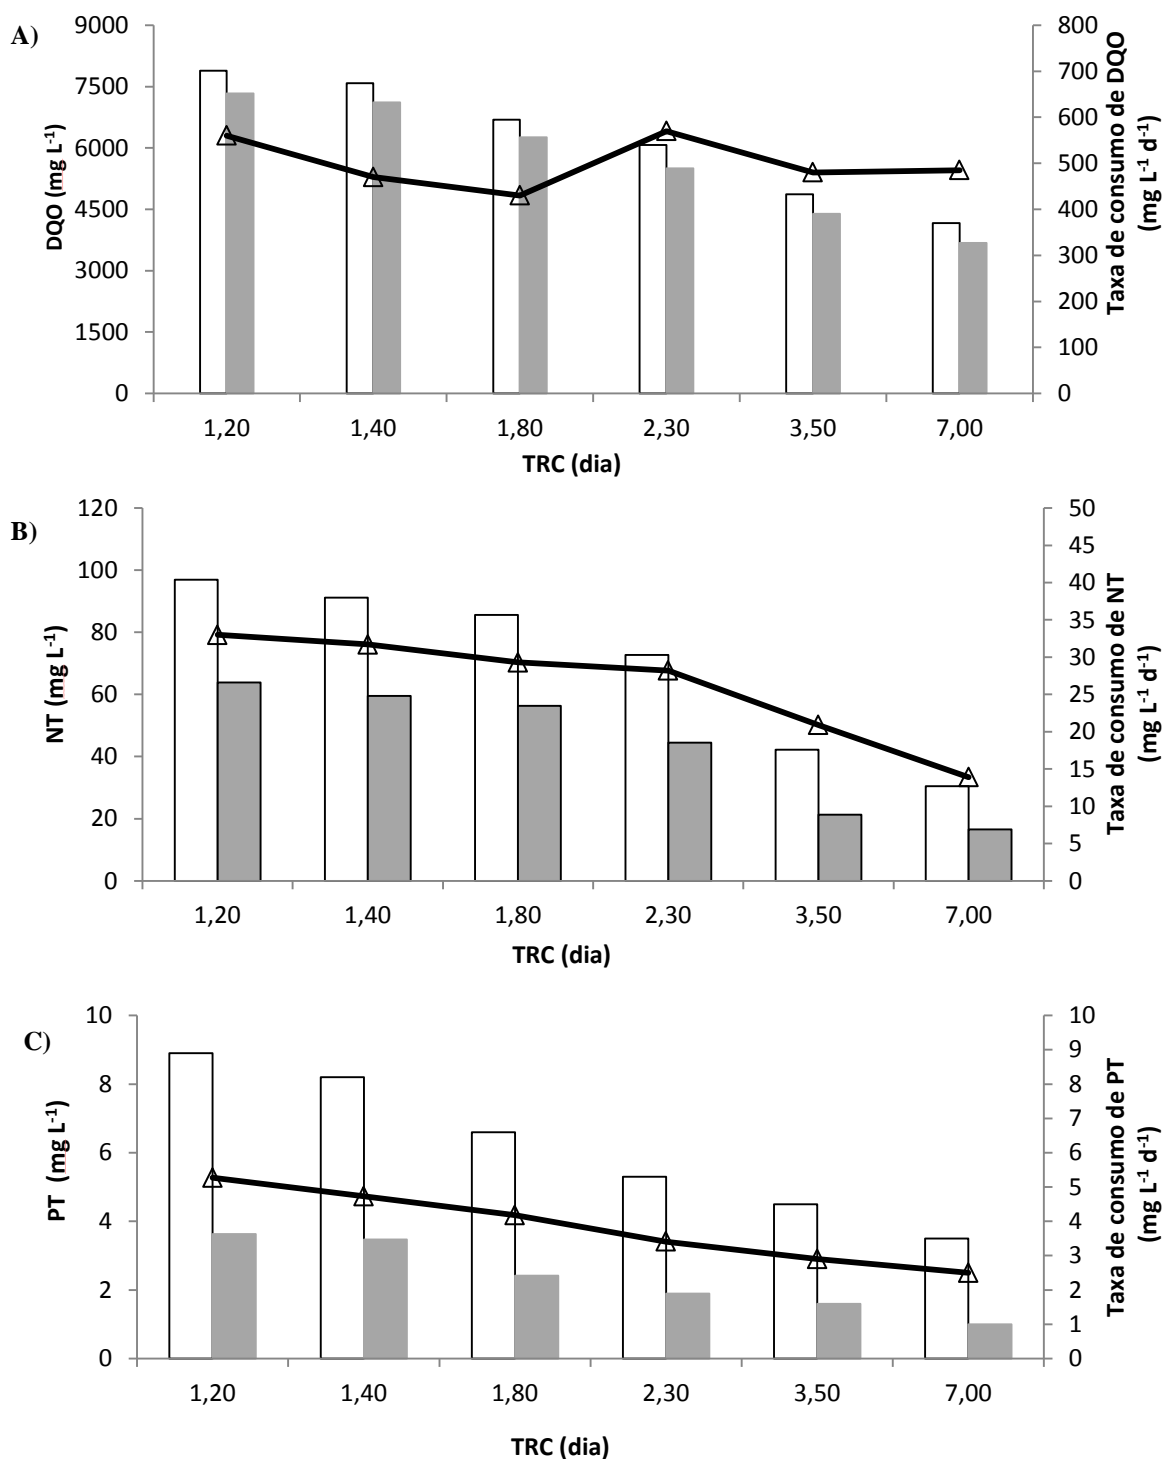 A)
DQO (mg L-1)
9000
7500
6000
4500
3000
1500
0
800
700
600
500
400
300
200
100
0
Taxa de consumo de DQO
(mg L-1 d-1)
1,20 1,40 1,80 2,30 3,50 7,00
TRC (dia)
B)
NT (mg L-1)
120
100
80
60
40
20
0
50
45
40
35
30
25
20
15
10
5
0
Taxa de consumo de NT
(mg L-1 d-1)
1,20 1,40 1,80 2,30 3,50 7,00
TRC (dia)
C)
PT (mg L-1)
10
8
6
4
2
0
10
9
8
7
6
5
4
3
2
1
0
Taxa de consumo de PT
(mg L-1 d-1)
1,20 1,40 1,80 2,30 3,50 7,00
TRC (dia)